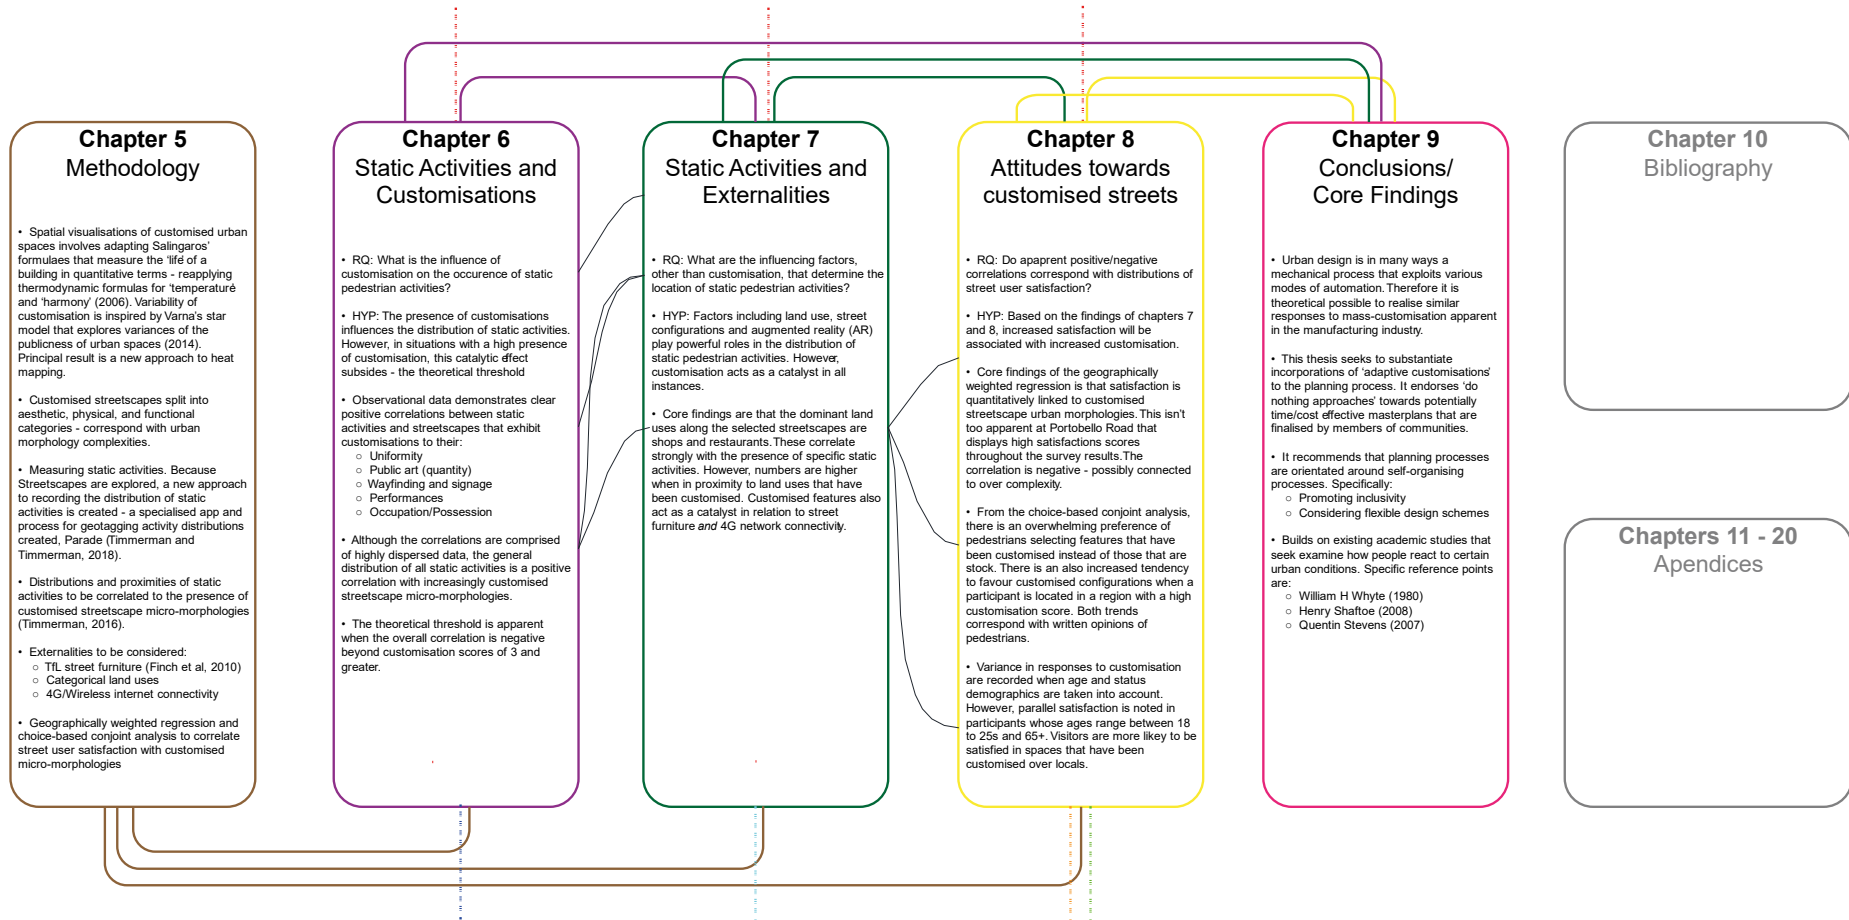 Chapter 5
Methodology
• Spatial visualisations of customised urban
spaces involves adapting Salingaros'
formulaes that measure the 'life' of a
building in quantitative terms - reapplying
thermodynamic formulas for 'temperature'
and 'harmony' (2006). Variability of
customisation is inspired by Varna's star
model that explores variances of the
publicness of urban spaces (2014).
Principal result is a new approach to heat
mapping.
• Customised streetscapes split into
aesthetic, physical, and functional
categories - correspond with urban
morphology complexities.
• Measuring static activities. Because
Streetscapes are explored, a new approach
to recording the distribution of static
activities is created - a specialised app and
process for geotagging activity distributions
created, Parade (Timmerman and
Timmerman, 2018).
• Distributions and proximities of static
activities to be correlated to the presence of
customised streetscape micro-morphologies
(Timmerman, 2016).
• Externalities to be considered:
○ TfL street furniture (Finch et al, 2010)
○ Categorical land uses
○ 4G/Wireless internet connectivity
• Geographically weighted regression and
choice-based conjoint analysis to correlate
street user satisfaction with customised
micro-morphologies
Chapter 6
Static Activities and
Customisations
• RQ: What is the influence of
customisation on the occurence of static
pedestrian activities?
• HYP: The presence of customisations
influences the distribution of static activities.
However, in situations with a high presence
of customisation, this catalytic effect
subsides - the theoretical threshold
• Observational data demonstrates clear
positive correlations between static
activities and streetscapes that exhibit
customisations to their:
○ Uniformity
○ Public art (quantity)
○ Wayfinding and signage
○ Performances
○ Occupation/Possession
• Although the correlations are comprised
of highly dispersed data, the general
distribution of all static activities is a positive
correlation with increasingly customised
streetscape micro-morphologies.
• The theoretical threshold is apparent
when the overall correlation is negative
beyond customisation scores of 3 and
greater.
Chapter 7
Static Activities and
Externalities
• RQ: What are the influencing factors,
other than customisation, that determine the
location of static pedestrian activities?
• HYP: Factors including land use, street
configurations and augmented reality (AR)
play powerful roles in the distribution of
static pedestrian activities. However,
customisation acts as a catalyst in all
instances.
• Core findings are that the dominant land
uses along the selected streetscapes are
shops and restaurants. These correlate
strongly with the presence of specific static
activities. However, numbers are higher
when in proximity to land uses that have
been customised. Customised features also
act as a catalyst in relation to street
furniture and 4G network connectivity.
Chapter 8
Attitudes towards
customised streets
• RQ: Do apaprent positive/negative
correlations correspond with distributions of
street user satisfaction?
• HYP: Based on the findings of chapters 7
and 8, increased satisfaction will be
associated with increased customisation.
• Core findings of the geographically
weighted regression is that satisfaction is
quantitatively linked to customised
streetscape urban morphologies. This isn't
too apparent at Portobello Road that
displays high satisfactions scores
throughout the survey results. The
correlation is negative - possibly connected
to over complexity.
• From the choice-based conjoint analysis,
there is an overwhelming preference of
pedestrians selecting features that have
been customised instead of those that are
stock. There is an also increased tendency
to favour customised configurations when a
participant is located in a region with a high
customisation score. Both trends
correspond with written opinions of
pedestrians.
• Variance in responses to customisation
are recorded when age and status
demographics are taken into account.
However, parallel satisfaction is noted in
participants whose ages range between 18
to 25s and 65+. Visitors are more likey to be
satisfied in spaces that have been
customised over locals.
Chapter 9
Conclusions/
Core Findings
• Urban design is in many ways a
mechanical process that exploits various
modes of automation. Therefore it is
theoretical possible to realise similar
responses to mass-customisation apparent
in the manufacturing industry.
• This thesis seeks to substantiate
incorporations of 'adaptive customisations'
to the planning process. It endorses 'do
nothing approaches' towards potentially
time/cost effective masterplans that are
finalised by members of communities.
• It recommends that planning processes
are orientated around self-organising
processes. Specifically:
○ Promoting inclusivity
○ Considering flexible design schemes
• Builds on existing academic studies that
seek examine how people react to certain
urban conditions. Specific reference points
are:
○ William H Whyte (1980)
○ Henry Shaftoe (2008)
○ Quentin Stevens (2007)
Chapter 10
Bibliography
Chapters 11 - 20
Apendices